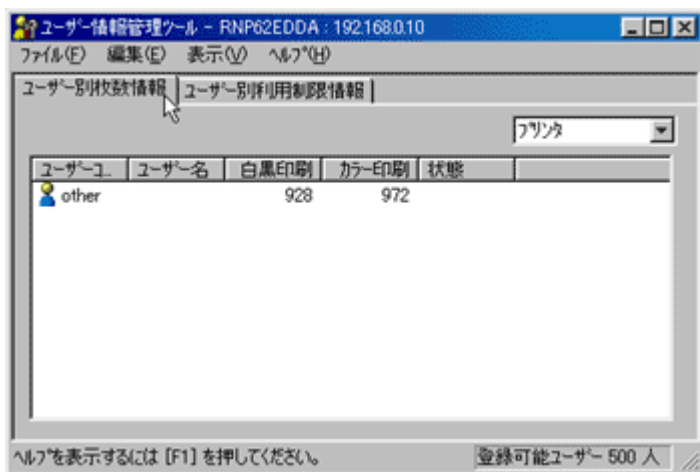 ユーザー情報管理ツール - RNP62EDDA : 192.168.0.10
ファイル(F) 編集(E) 表示(V) ヘルプ(H)
ユーザー別枚数情報 ユーザー別利用制限情報
プリンタ
ユーザーコ... ユーザー名 白黒印刷 カラー印刷 状態
other 928 972
ヘルプを表示するには [F1] を押してください。 登録可能ユーザー 500 人